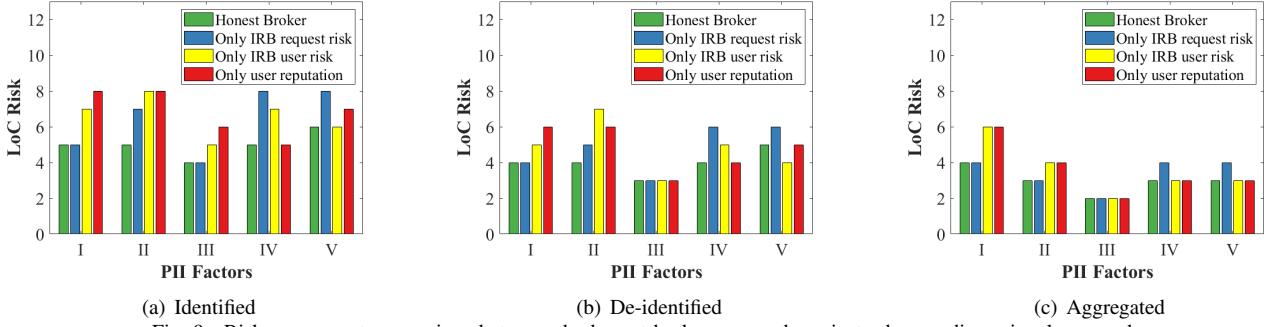 12
10
8
6
4
2
0
LoC Risk
Honest Broker
Only IRB request risk
Only IRB user risk
Only user reputation
I II III IV V
PII Factors
(a) Identified
12
10
8
6
4
2
0
LoC Risk
Honest Broker
Only IRB request risk
Only IRB user risk
Only user reputation
I II III IV V
PII Factors
(b) De-identified
12
10
8
6
4
2
0
LoC Risk
Honest Broker
Only IRB request risk
Only IRB user risk
Only user reputation
I II III IV V
PII Factors
(c) Aggregated